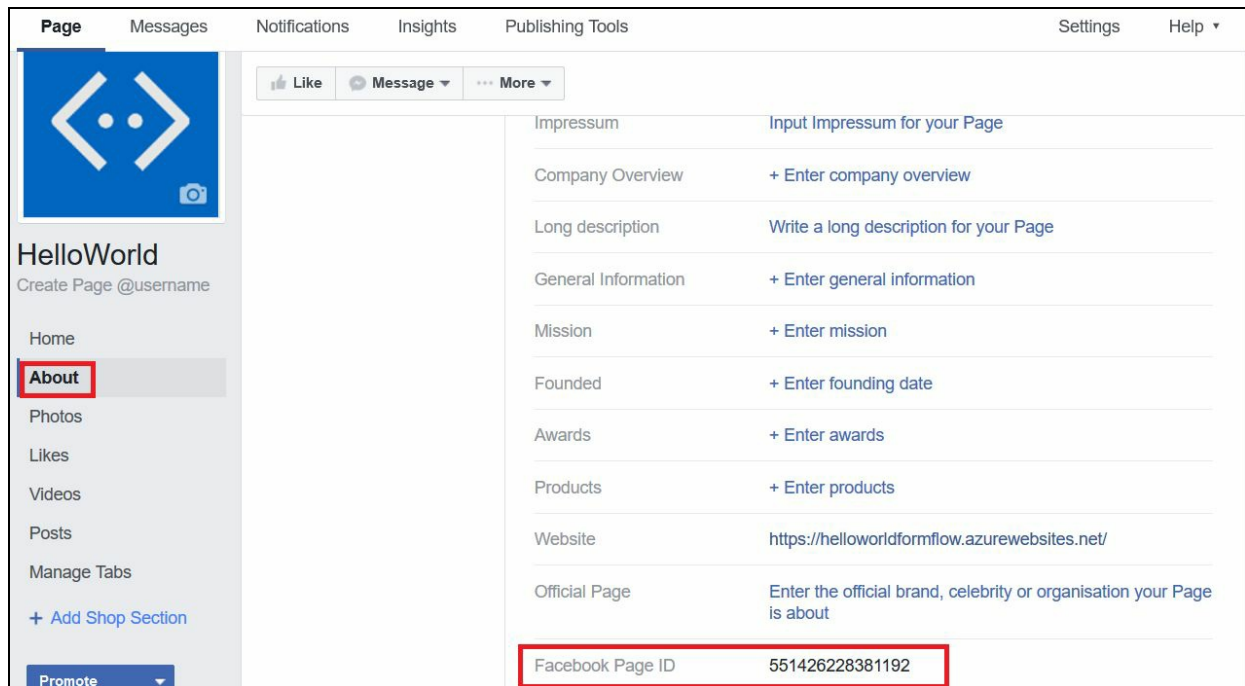 Page Messages Notifications Insights Publishing Tools Settings Help
Like Message More
HelloWorld
Create Page @username
Home
About
Photos
Likes
Videos
Posts
Manage Tabs
+ Add Shop Section
Promote
Impressum Input Impressum for your Page
Company Overview + Enter company overview
Long description Write a long description for your Page
General Information + Enter general information
Mission + Enter mission
Founded + Enter founding date
Awards + Enter awards
Products + Enter products
Website https://helloworldformflow.azurewebsites.net/
Official Page Enter the official brand, celebrity or organisation your Page
is about
Facebook Page ID 551426228381192